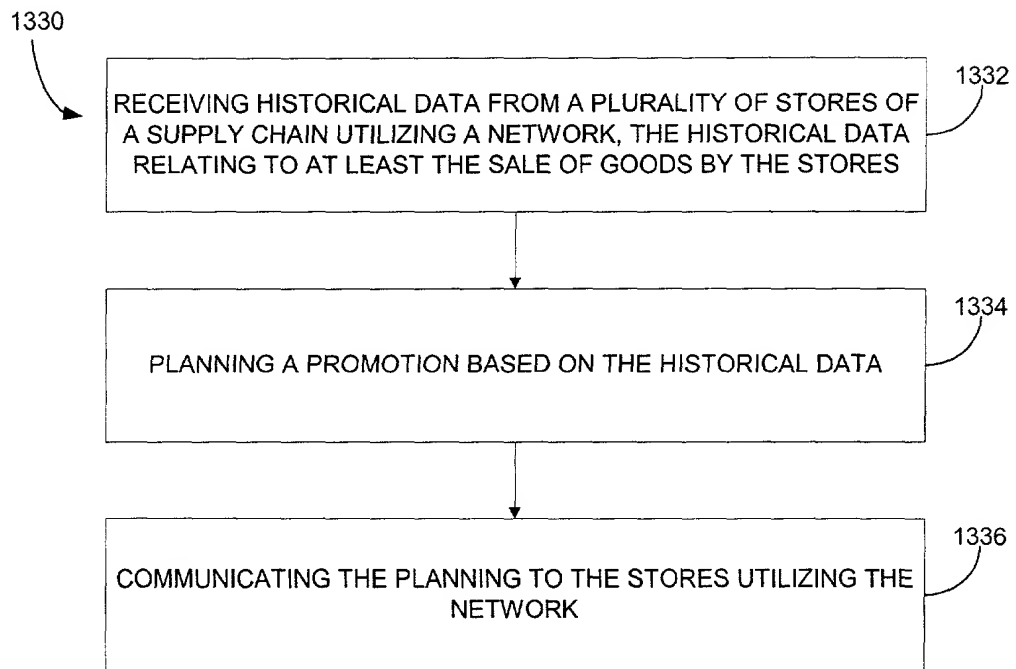 1330
1332
RECEIVING HISTORICAL DATA FROM A PLURALITY OF STORES OF
A SUPPLY CHAIN UTILIZING A NETWORK, THE HISTORICAL DATA
RELATING TO AT LEAST THE SALE OF GOODS BY THE STORES
1334
PLANNING A PROMOTION BASED ON THE HISTORICAL DATA
1336
COMMUNICATING THE PLANNING TO THE STORES UTILIZING THE
NETWORK